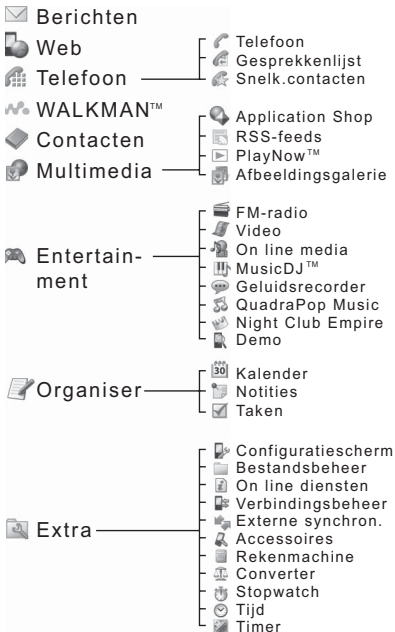 Berichten
Web
Telefoon
Telefoon
Gesprekkenlijst
Snelk.contacten
WALKMAN™
Contacten
Multimedia
Application Shop
RSS-feeds
PlayNow™
Afbeeldingsgalerie
Entertain-
ment
FM-radio
Video
On line media
MusicDJ™
Geluidsrecorder
QuadraPop Music
Night Club Empire
Demo
Organiser
30
Kalender
Notities
Taken
Extra
Configuratiescherm
Bestandsbeheer
On line diensten
Verbindingsbeheer
Externe synchron.
Accessoires
Rekenmachine
Converter
Stopwatch
Tijd
Timer